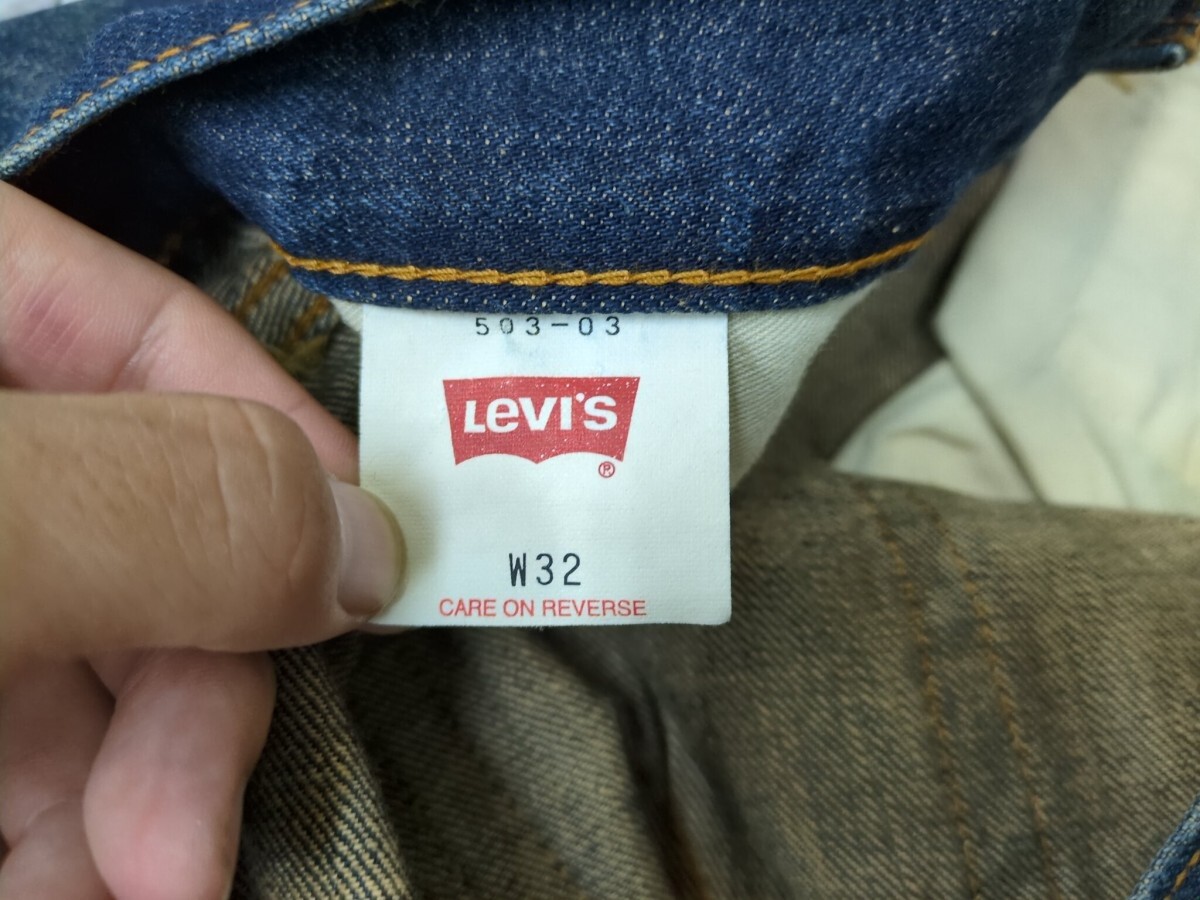 503-03
LEVI'S
®
W32
CARE ON REVERSE